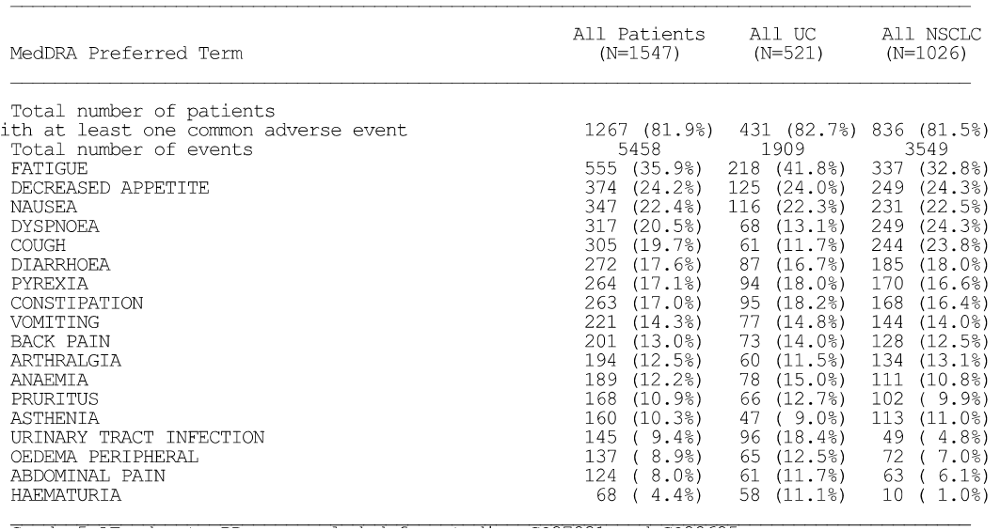 All Patients All UC All NSCLC
MedDRA Preferred Term (N=1547) (N=521) (N=1026)
Total number of patients
ith at least one common adverse event 1267 (81.9%) 431 (82.7%) 836 (81.5%)
Total number of events 5458 1909 3549
FATIGUE 555 (35.9%) 218 (41.8%) 337 (32.8%)
DECREASED APPETITE 374 (24.2%) 125 (24.0%) 249 (24.3%)
NAUSEA 347 (22.4%) 116 (22.3%) 231 (22.5%)
DYSPNOEA 317 (20.5%) 68 (13.1%) 249 (24.3%)
COUGH 305 (19.7%) 61 (11.7%) 244 (23.8%)
DIARRHOEA 272 (17.6%) 87 (16.7%) 185 (18.0%)
PYREXIA 264 (17.1%) 94 (18.0%) 170 (16.6%)
CONSTIPATION 263 (17.0%) 95 (18.2%) 168 (16.4%)
VOMITING 221 (14.3%) 77 (14.8%) 144 (14.0%)
BACK PAIN 201 (13.0%) 73 (14.0%) 128 (12.5%)
ARTHRALGIA 194 (12.5%) 60 (11.5%) 134 (13.1%)
ANAEMIA 189 (12.2%) 78 (15.0%) 111 (10.8%)
PRURITUS 168 (10.9%) 66 (12.7%) 102 ( 9.9%)
ASTHENIA 160 (10.3%) 47 ( 9.0%) 113 (11.0%)
URINARY TRACT INFECTION 145 ( 9.4%) 96 (18.4%) 49 ( 4.8%)
OEDEMA PERIPHERAL 137 ( 8.9%) 65 (12.5%) 72 ( 7.0%)
ABDOMINAL PAIN 124 ( 8.0%) 61 (11.7%) 63 ( 6.1%)
HAEMATURIA 68 ( 4.4%) 58 (11.1%) 10 ( 1.0%)